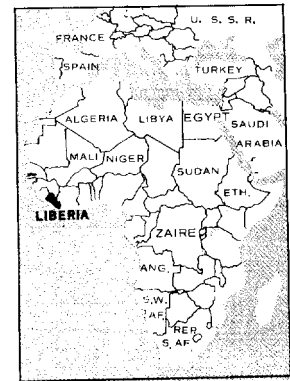 U. S. S. R.
FRANCE
SPAIN
TURKEY
ALGERIA
LIBYA
EGYPT
SAUDI
ARABIA
MALI
NIGER
SUDAN
ETH.
LIBERIA
ZAIRE
ANG.
S.W.
AF.
REP.
S. AF.